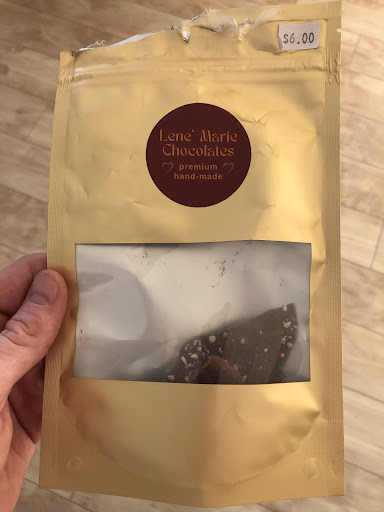 $6.00
Lene' Marie
Chocolates
premium
hand-made